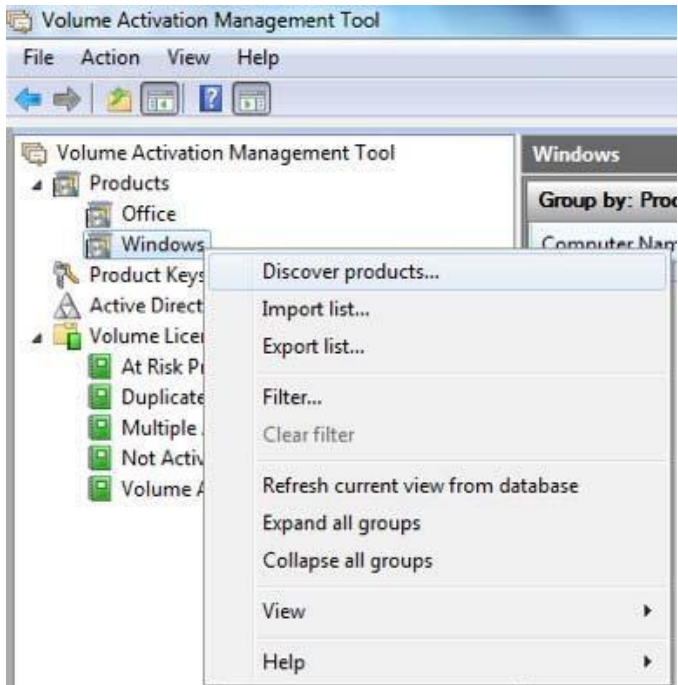 Volume Activation Management Tool
File Action View Help
Volume Activation Management Tool
Products
Office
Windows
Product Keys
Active Direct
Volume Licen
At Risk Pr
Duplicate
Multiple
Not Activ
Volume A
Windows
Group by: Prod
Computer Nam
Discover products...
Import list...
Export list...
Filter...
Clear filter
Refresh current view from database
Expand all groups
Collapse all groups
View
Help